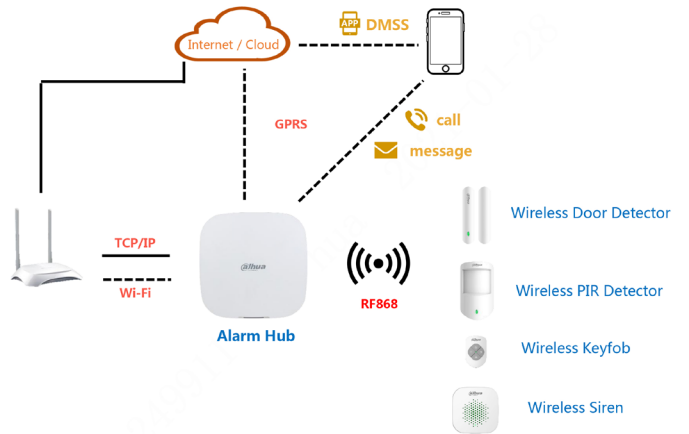 APP DMSS
Internet / Cloud
GPRS
call
message
Wireless Door Detector
TCP/IP
alhua
Wi-Fi
RF868
Wireless PIR Detector
Alarm Hub
Wireless Keyfob
Wireless Siren